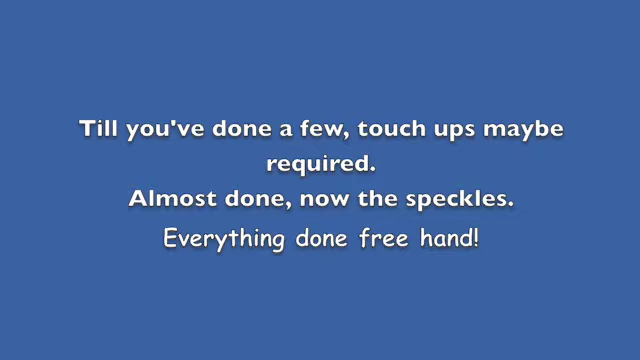 Till you've done a few, touch ups maybe
required.
Almost done, now the speckles.
Everything done free hand!